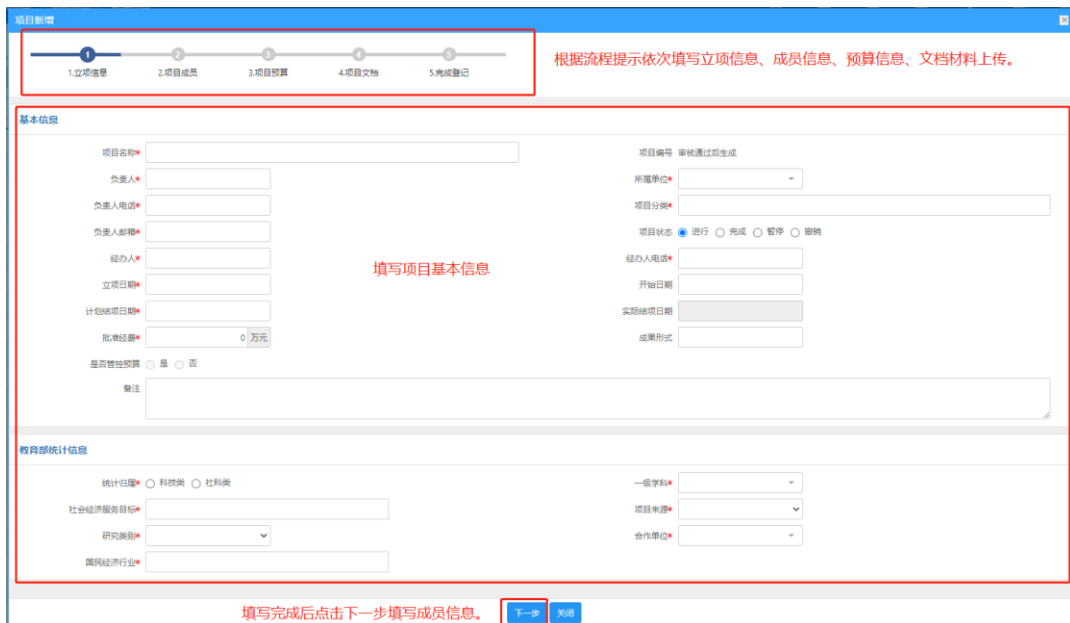 项目新增
1 2 3 4 5
1.立项信息 2.项目成员 3.项目预算 4.项目文档 5.完成登记
根据流程提示依次填写立项信息、成员信息、预算信息、文档材料上传。
基本信息
项目名称* 项目编号 审核通过后生成
负责人* 所属单位*
负责人电话* 项目分类*
负责人邮箱* 项目状态 进行 完成 暂停 撤销
经办人* 经办人电话*
填写项目基本信息
立项日期* 开始日期
计划结项日期* 实际结项日期
批准经费* 0 万元 成果形式
是否管控预算 是 否
备注
教育部统计信息
统计归属* 科技类 社科类 一级学科*
社会经济服务目标* 项目来源*
研究类别* 合作单位*
国民经济行业*
填写完成后点击下一步填写成员信息。 下一步 关闭